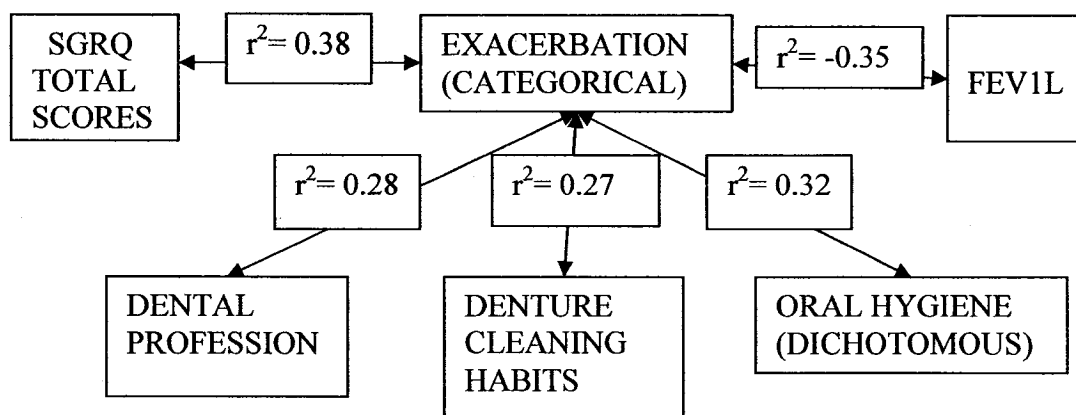 SGRQ
TOTAL
SCORES
r²= 0.38
EXACERBATION
(CATEGORICAL)
r²= -0.35
FEV1L
r²= 0.28
r²= 0.27
r²= 0.32
DENTAL
PROFESSION
DENTURE
CLEANING
HABITS
ORAL HYGIENE
(DICHOTOMOUS)